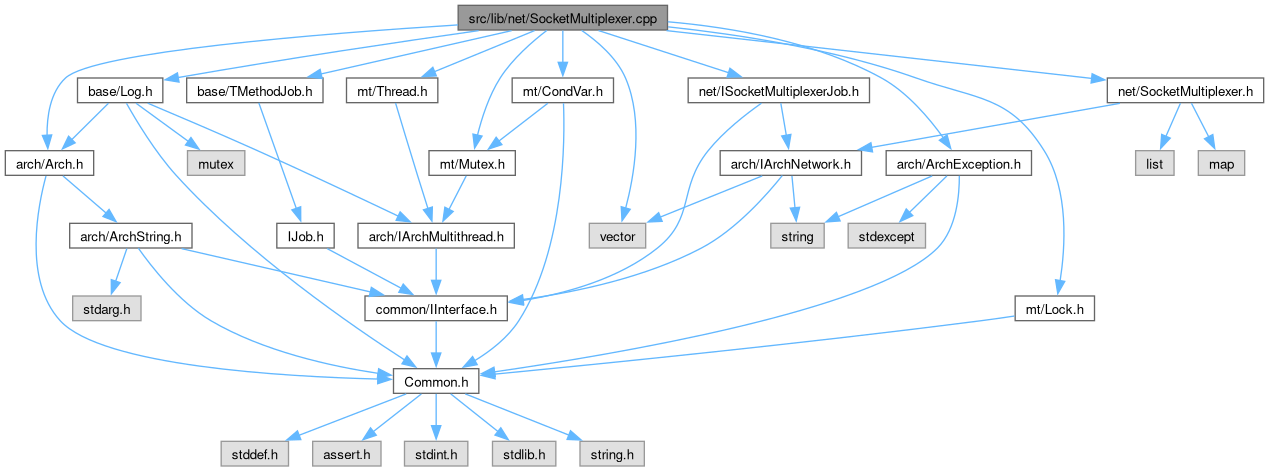 src/lib/net/SocketMultiplexer.cpp
base/Log.h
base/TMethodJob.h
mt/Thread.h
mt/CondVar.h
net/ISocketMultiplexerJob.h
net/SocketMultiplexer.h
arch/Arch.h
mutex
mt/Mutex.h
arch/IArchNetwork.h
arch/ArchException.h
list
map
arch/ArchString.h
IJob.h
arch/IArchMultithread.h
vector
string
stdexcept
stdarg.h
common/IInterface.h
mt/Lock.h
Common.h
stddef.h
assert.h
stdint.h
stdlib.h
string.h